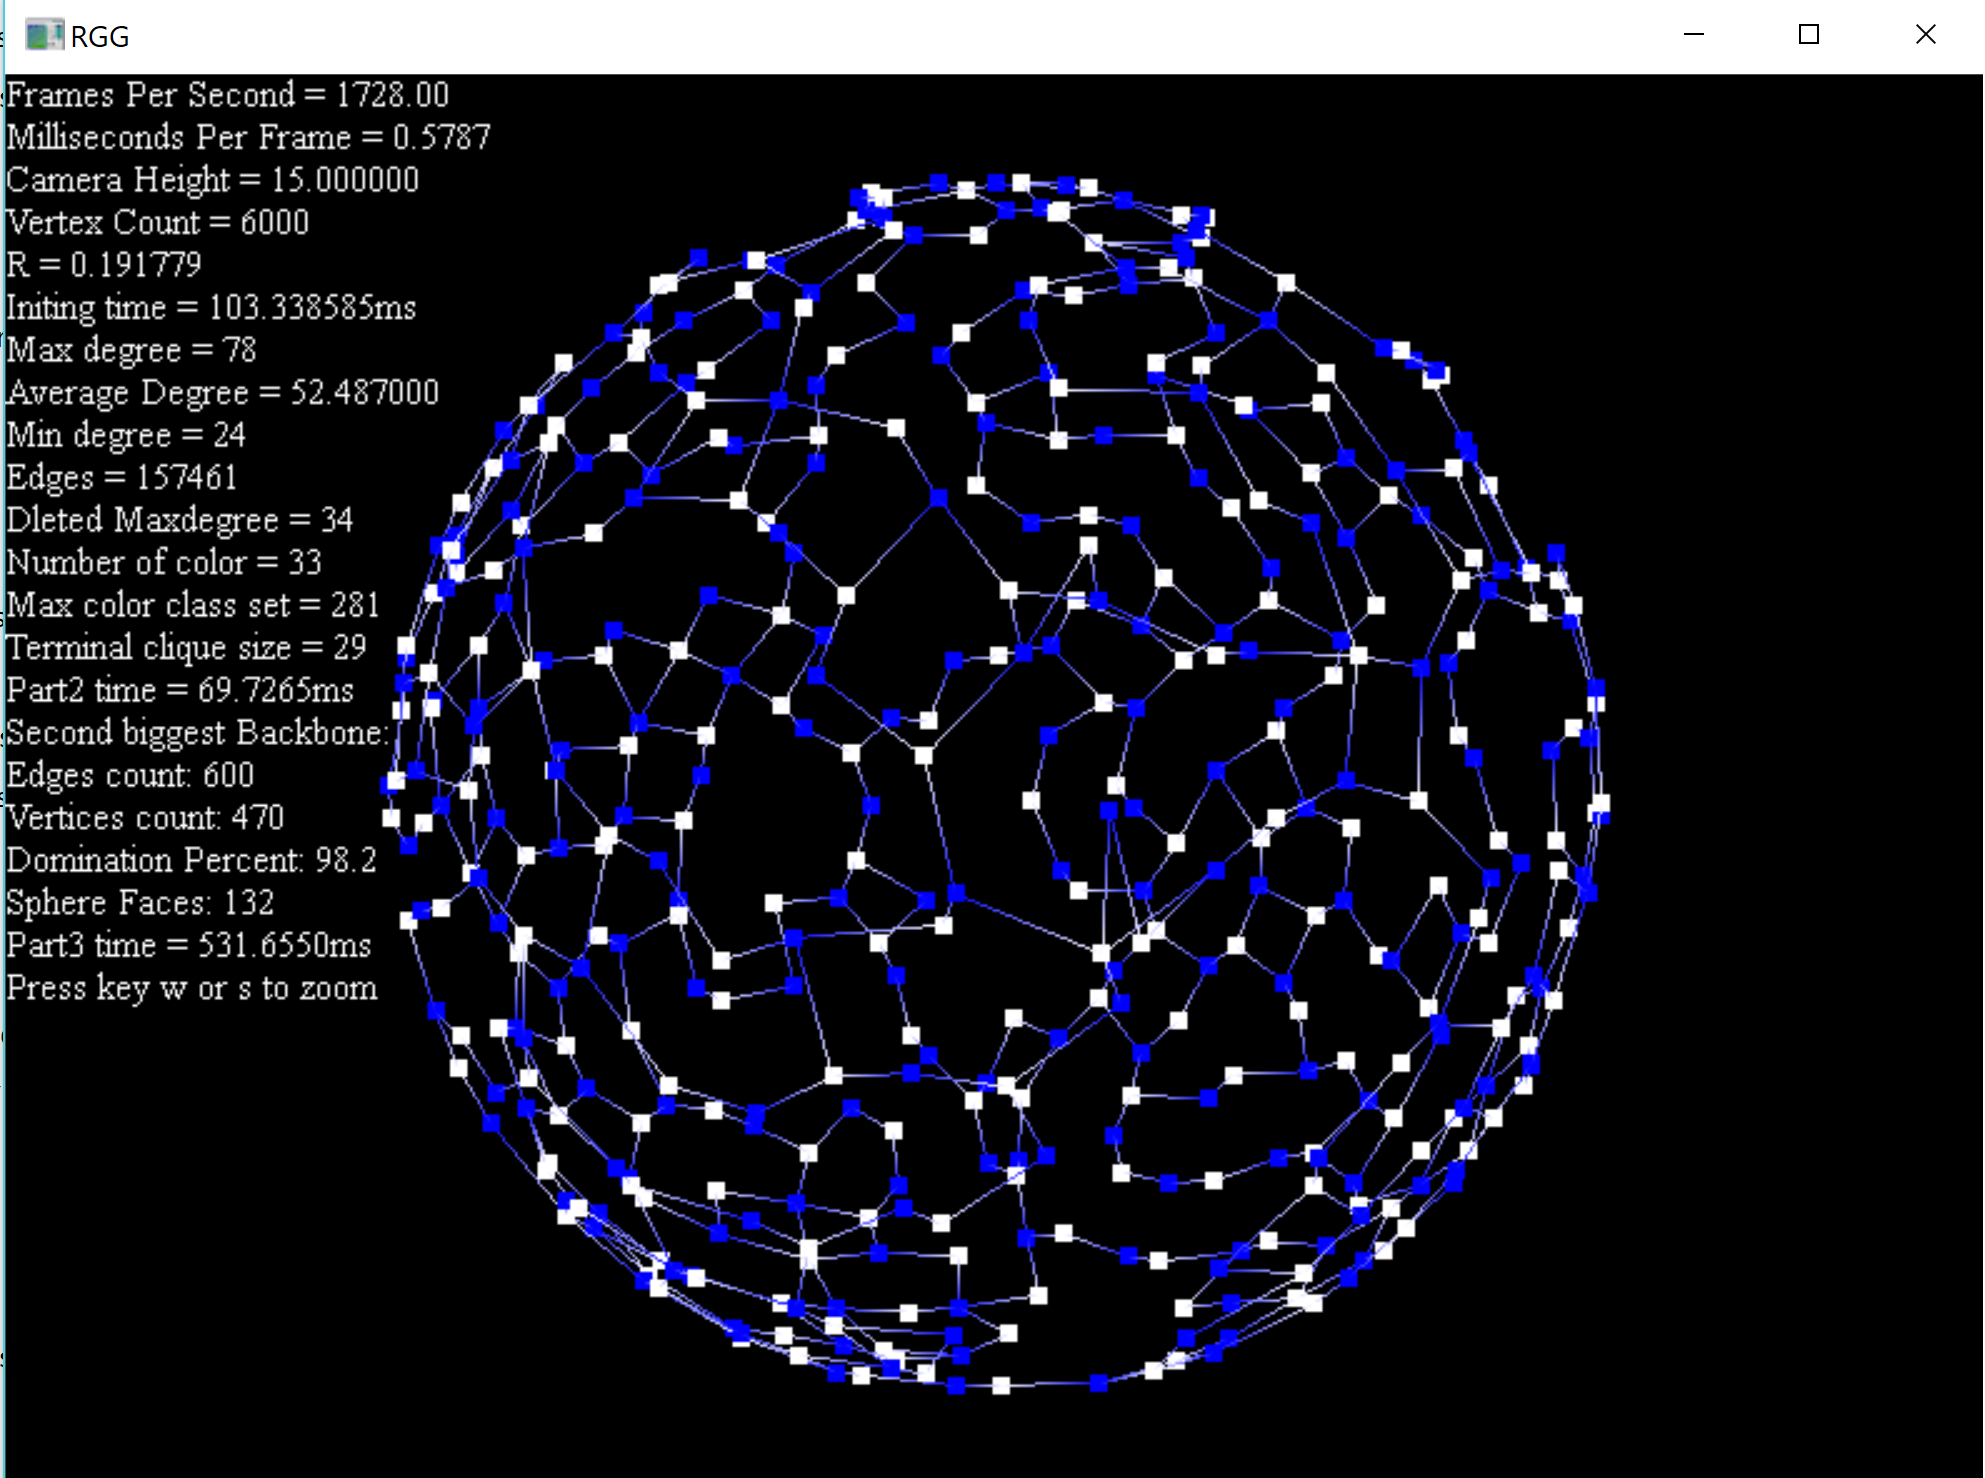 RGG
Frames Per Second = 1728.00
Milliseconds Per Frame = 0.5787
Camera Height = 15.000000
Vertex Count = 6000
R = 0.191779
Initing time = 103.338585ms
Max degree = 78
Average Degree = 52.487000
Min degree = 24
Edges = 157461
Dleted Maxdegree = 34
Number of color = 33
Max color class set = 281
Terminal clique size = 29
Part2 time = 69.7265ms
Second biggest Backbone:
Edges count: 600
Vertices count: 470
Domination Percent: 98.2
Sphere Faces: 132
Part3 time = 531.6550ms
Press key w or s to zoom